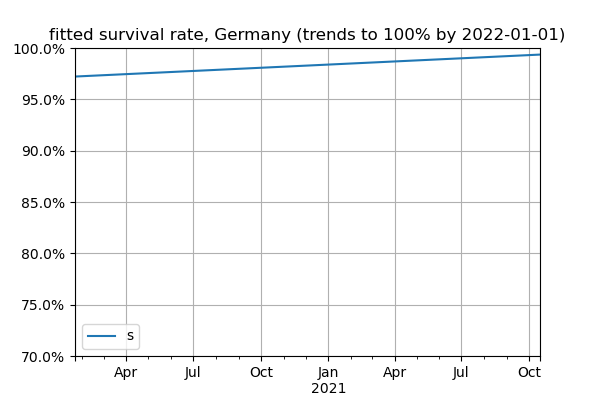 fitted survival rate, Germany (trends to 100% by 2022-01-01)
100.0%
95.0%
90.0%
85.0%
80.0%
75.0%
70.0%
s
Apr Jul Oct Jan Apr Jul Oct
2021